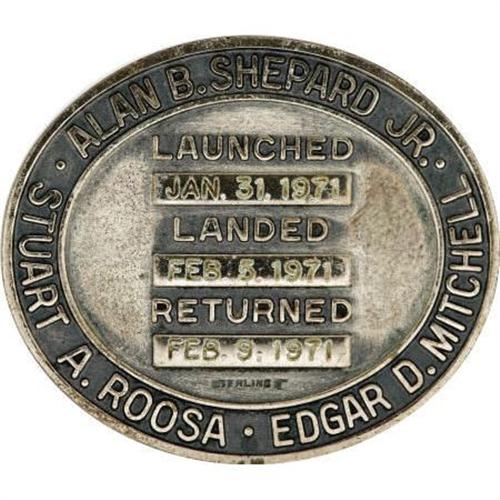 ALAN B. SHEPARD JR. · EDGAR D. MITCHELL · STUART A. ROOSA ·
LAUNCHED
JAN. 31, 1971
LANDED
FEB 5, 1971
RETURNED
FEB. 9, 1971
STERLING